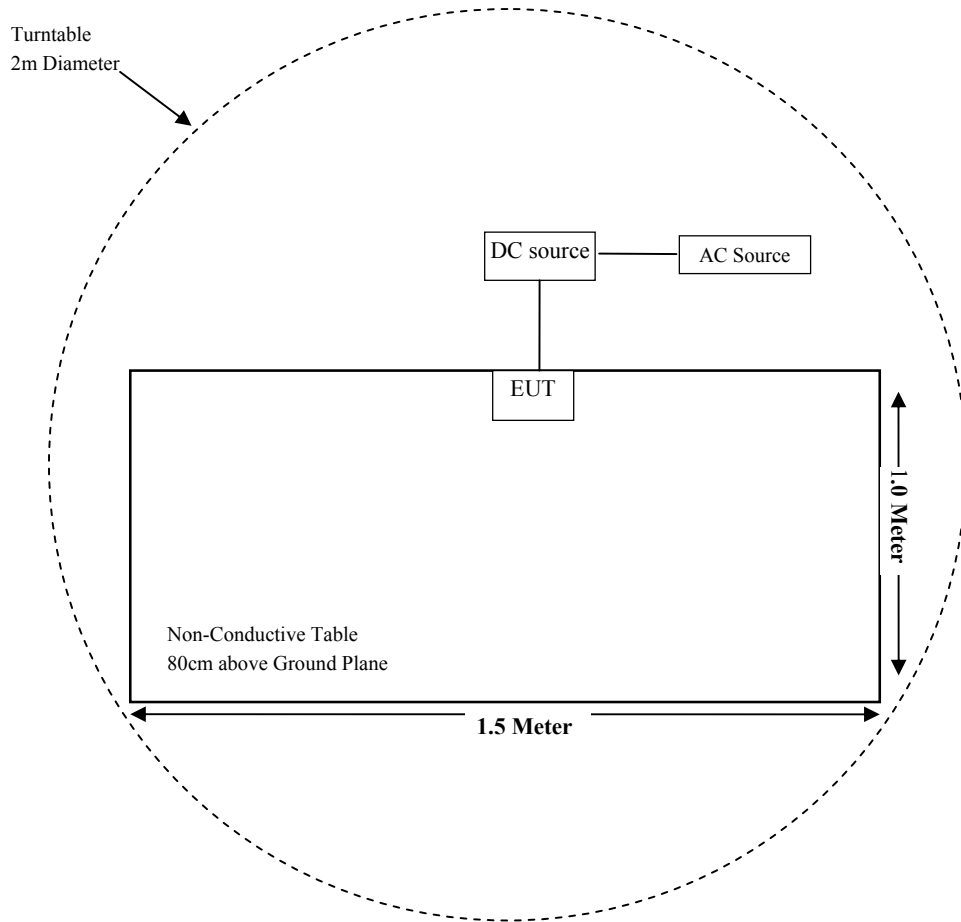 Turntable
2m Diameter
DC source
AC Source
EUT
1.0 Meter
Non-Conductive Table
80cm above Ground Plane
1.5 Meter